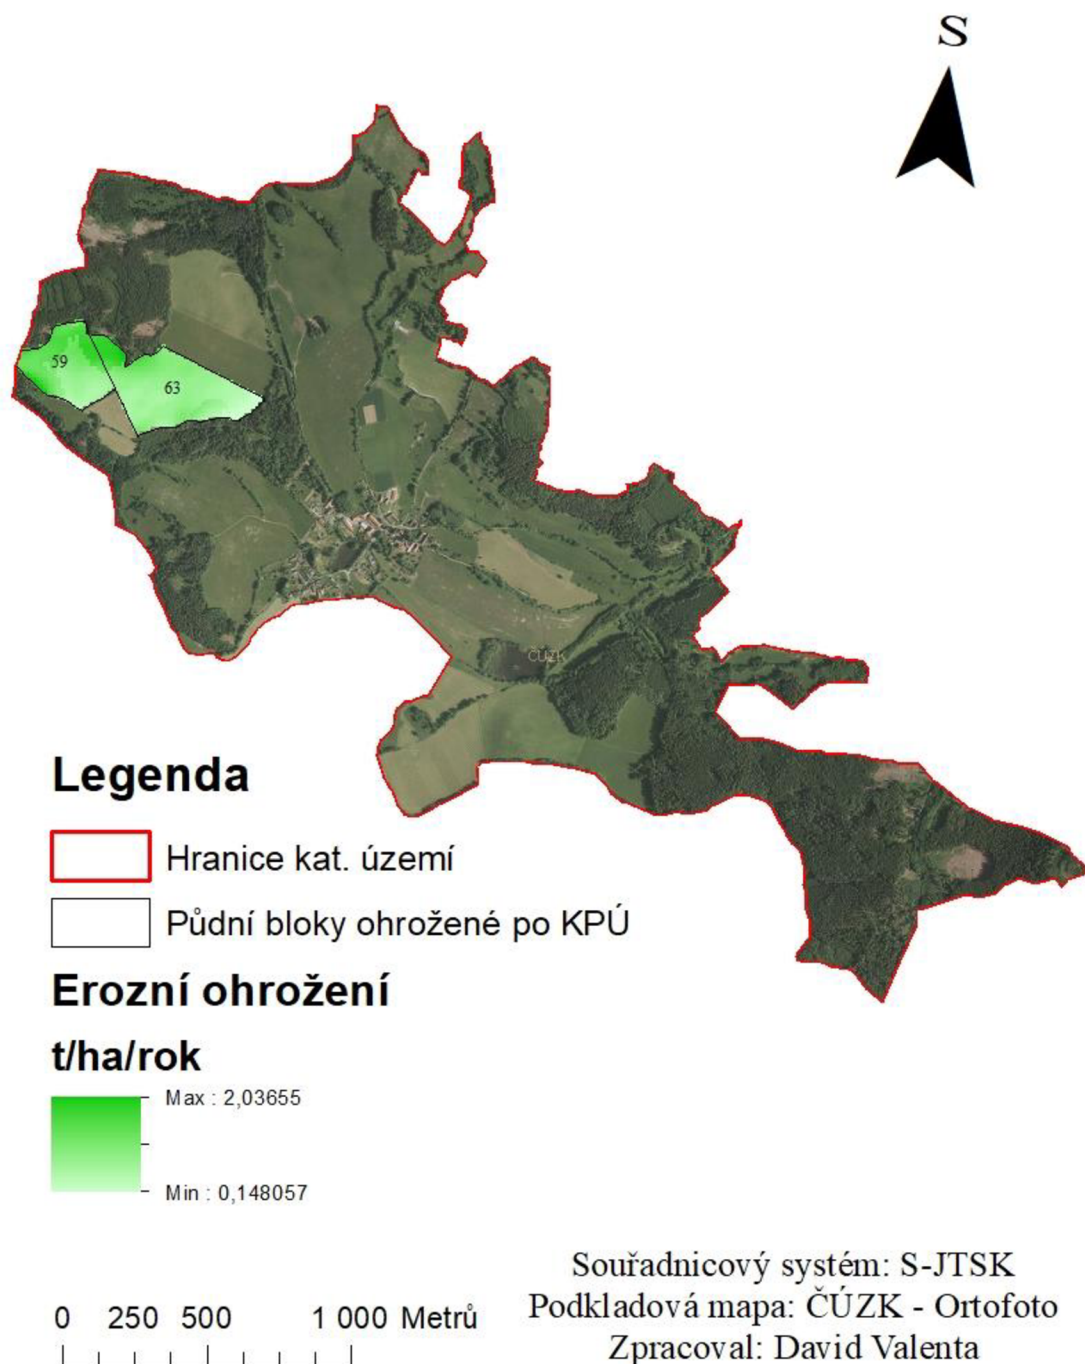 S
59
63
ČÚZK
Legenda
Hranice kat. území
Půdní bloky ohrožené po KPÚ
Erozní ohrožení
t/ha/rok
Max : 2,03655
Min : 0,148057
0 250 500 1 000 Metrů
Souřadnicový systém: S-JTSK
Podkladová mapa: ČÚZK - Ortofoto
Zpracoval: David Valenta